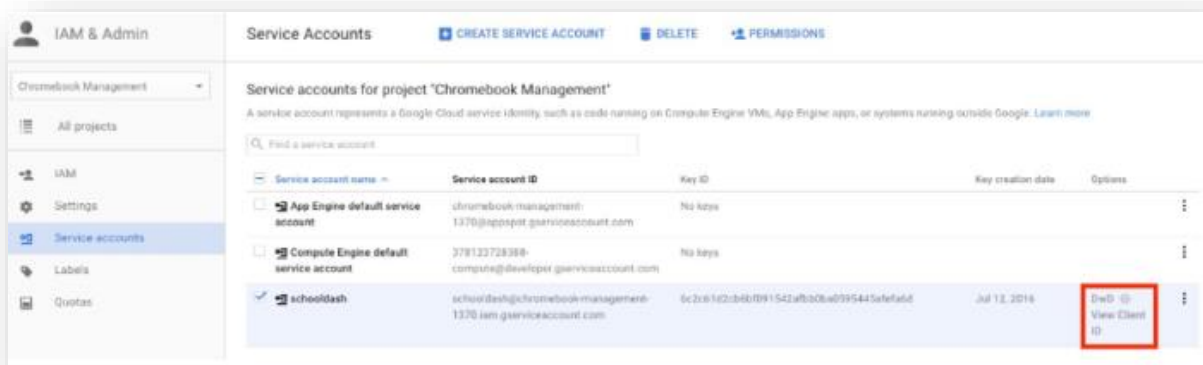 IAM & Admin
Service Accounts
CREATE SERVICE ACCOUNT
DELETE
PERMISSIONS
Chromebook Management
All projects
IAM
Settings
Service accounts
Labels
Quotas
Service accounts for project "Chromebook Management"
A service account represents a Google Cloud service identity, such as code running on Compute Engine VMs, App Engine apps, or systems running outside Google. Learn more
Find a service account
Service account name
Service account ID
Key ID
Key creation date
Options
App Engine default service
account
chromebook-management-
1370@appspot.gserviceaccount.com
No keys
Compute Engine default
service account
378123728368-
compute@developer.gserviceaccount.com
No keys
schooldash
schooldash@chromebook-management-
1370.iam.gserviceaccount.com
Jul 13, 2016
DwD
View Client
ID